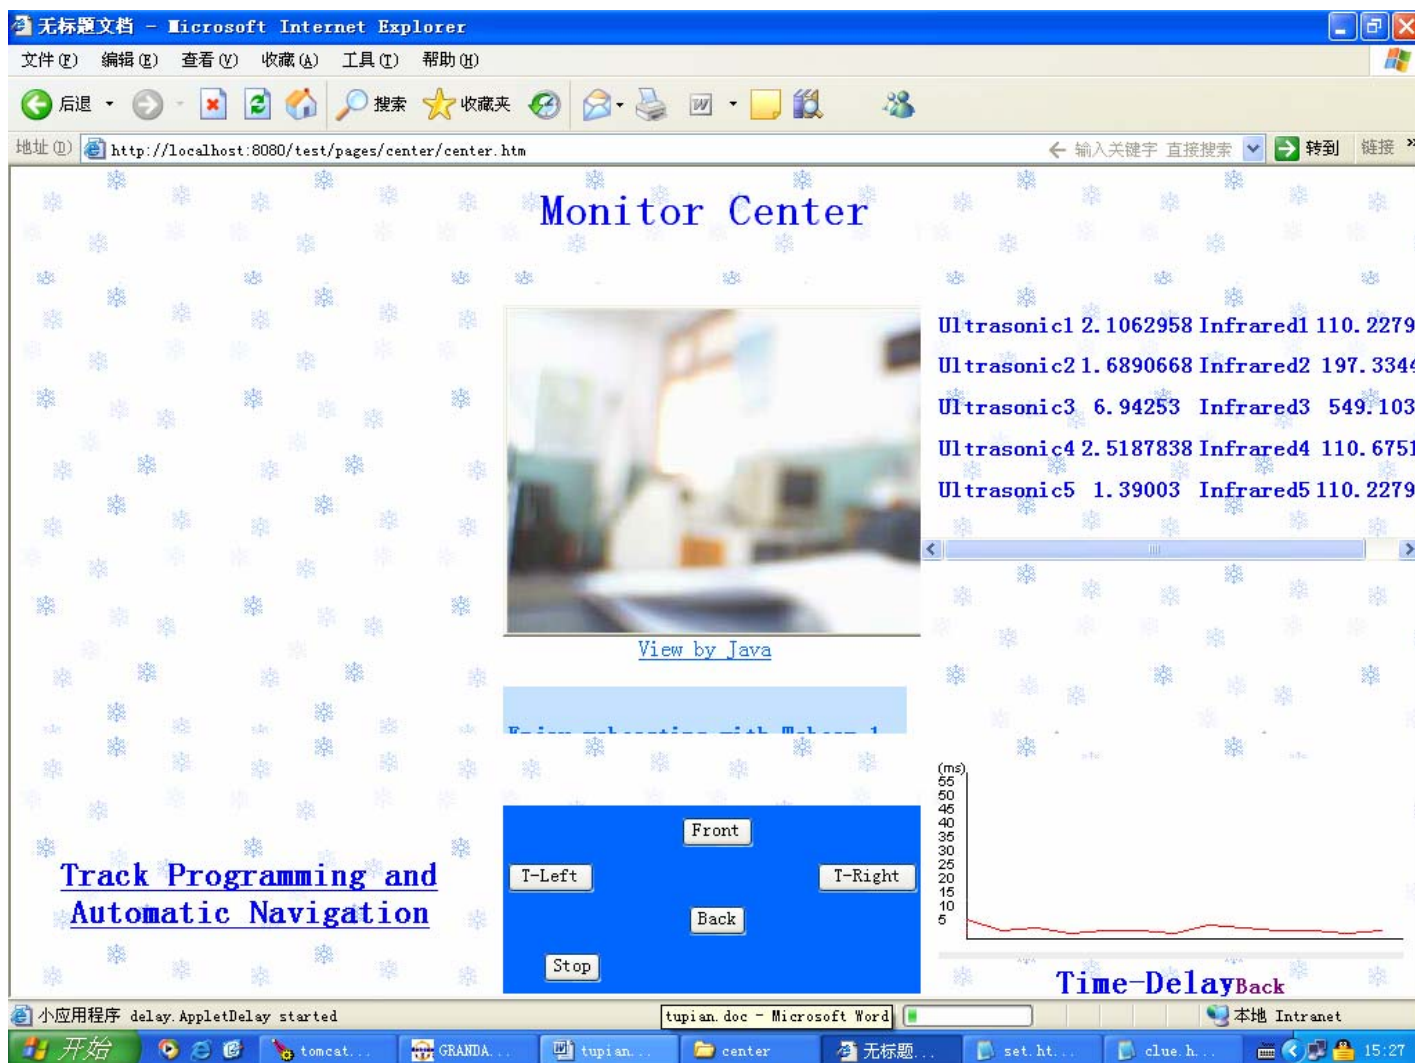 无标题文档 - Microsoft Internet Explorer
文件(F) 编辑(E) 查看(V) 收藏(A) 工具(T) 帮助(H)
后退 搜索 收藏夹
地址(D) http://localhost:8080/test/pages/center/center.htm 输入关键字 直接搜索 转到 链接 »
Monitor Center
Ultrasonic1 2.1062958 Infrared1 110.2279
Ultrasonic2 1.6890668 Infrared2 197.3344
Ultrasonic3 6.94253 Infrared3 549.103
Ultrasonic4 2.5187838 Infrared4 110.6751
Ultrasonic5 1.39003 Infrared5 110.2279
View by Java
(ms)
55
50
45
40
35
30
25
20
15
10
5
Front
T-Left T-Right
Back
Stop
Track Programming and
Automatic Navigation
Time-Delay Back
小应用程序 delay.AppletDelay started
tupian.doc - Microsoft Word
本地 Intranet
开始 tomcat... GRANDA... tupian... center 无标题... set.ht... clue.h... 15:27